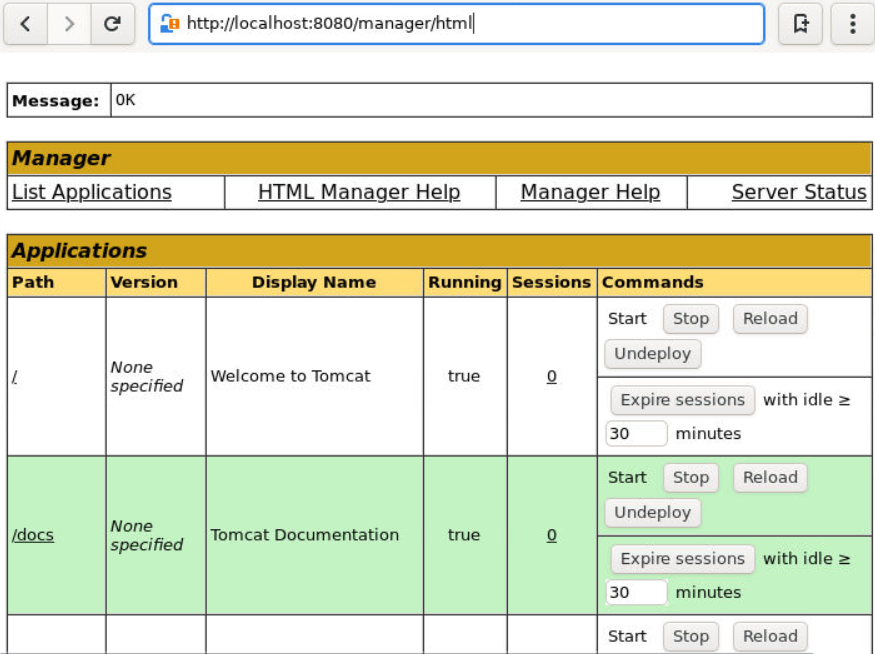 http://localhost:8080/manager/html
Message: OK
Manager
List Applications HTML Manager Help Manager Help Server Status
Applications
Path Version Display Name Running Sessions Commands
/ None specified Welcome to Tomcat true 0 Start Stop Reload
Undeploy
Expire sessions with idle ≥
30 minutes
/docs None specified Tomcat Documentation true 0 Start Stop Reload
Undeploy
Expire sessions with idle ≥
30 minutes
Start Stop Reload